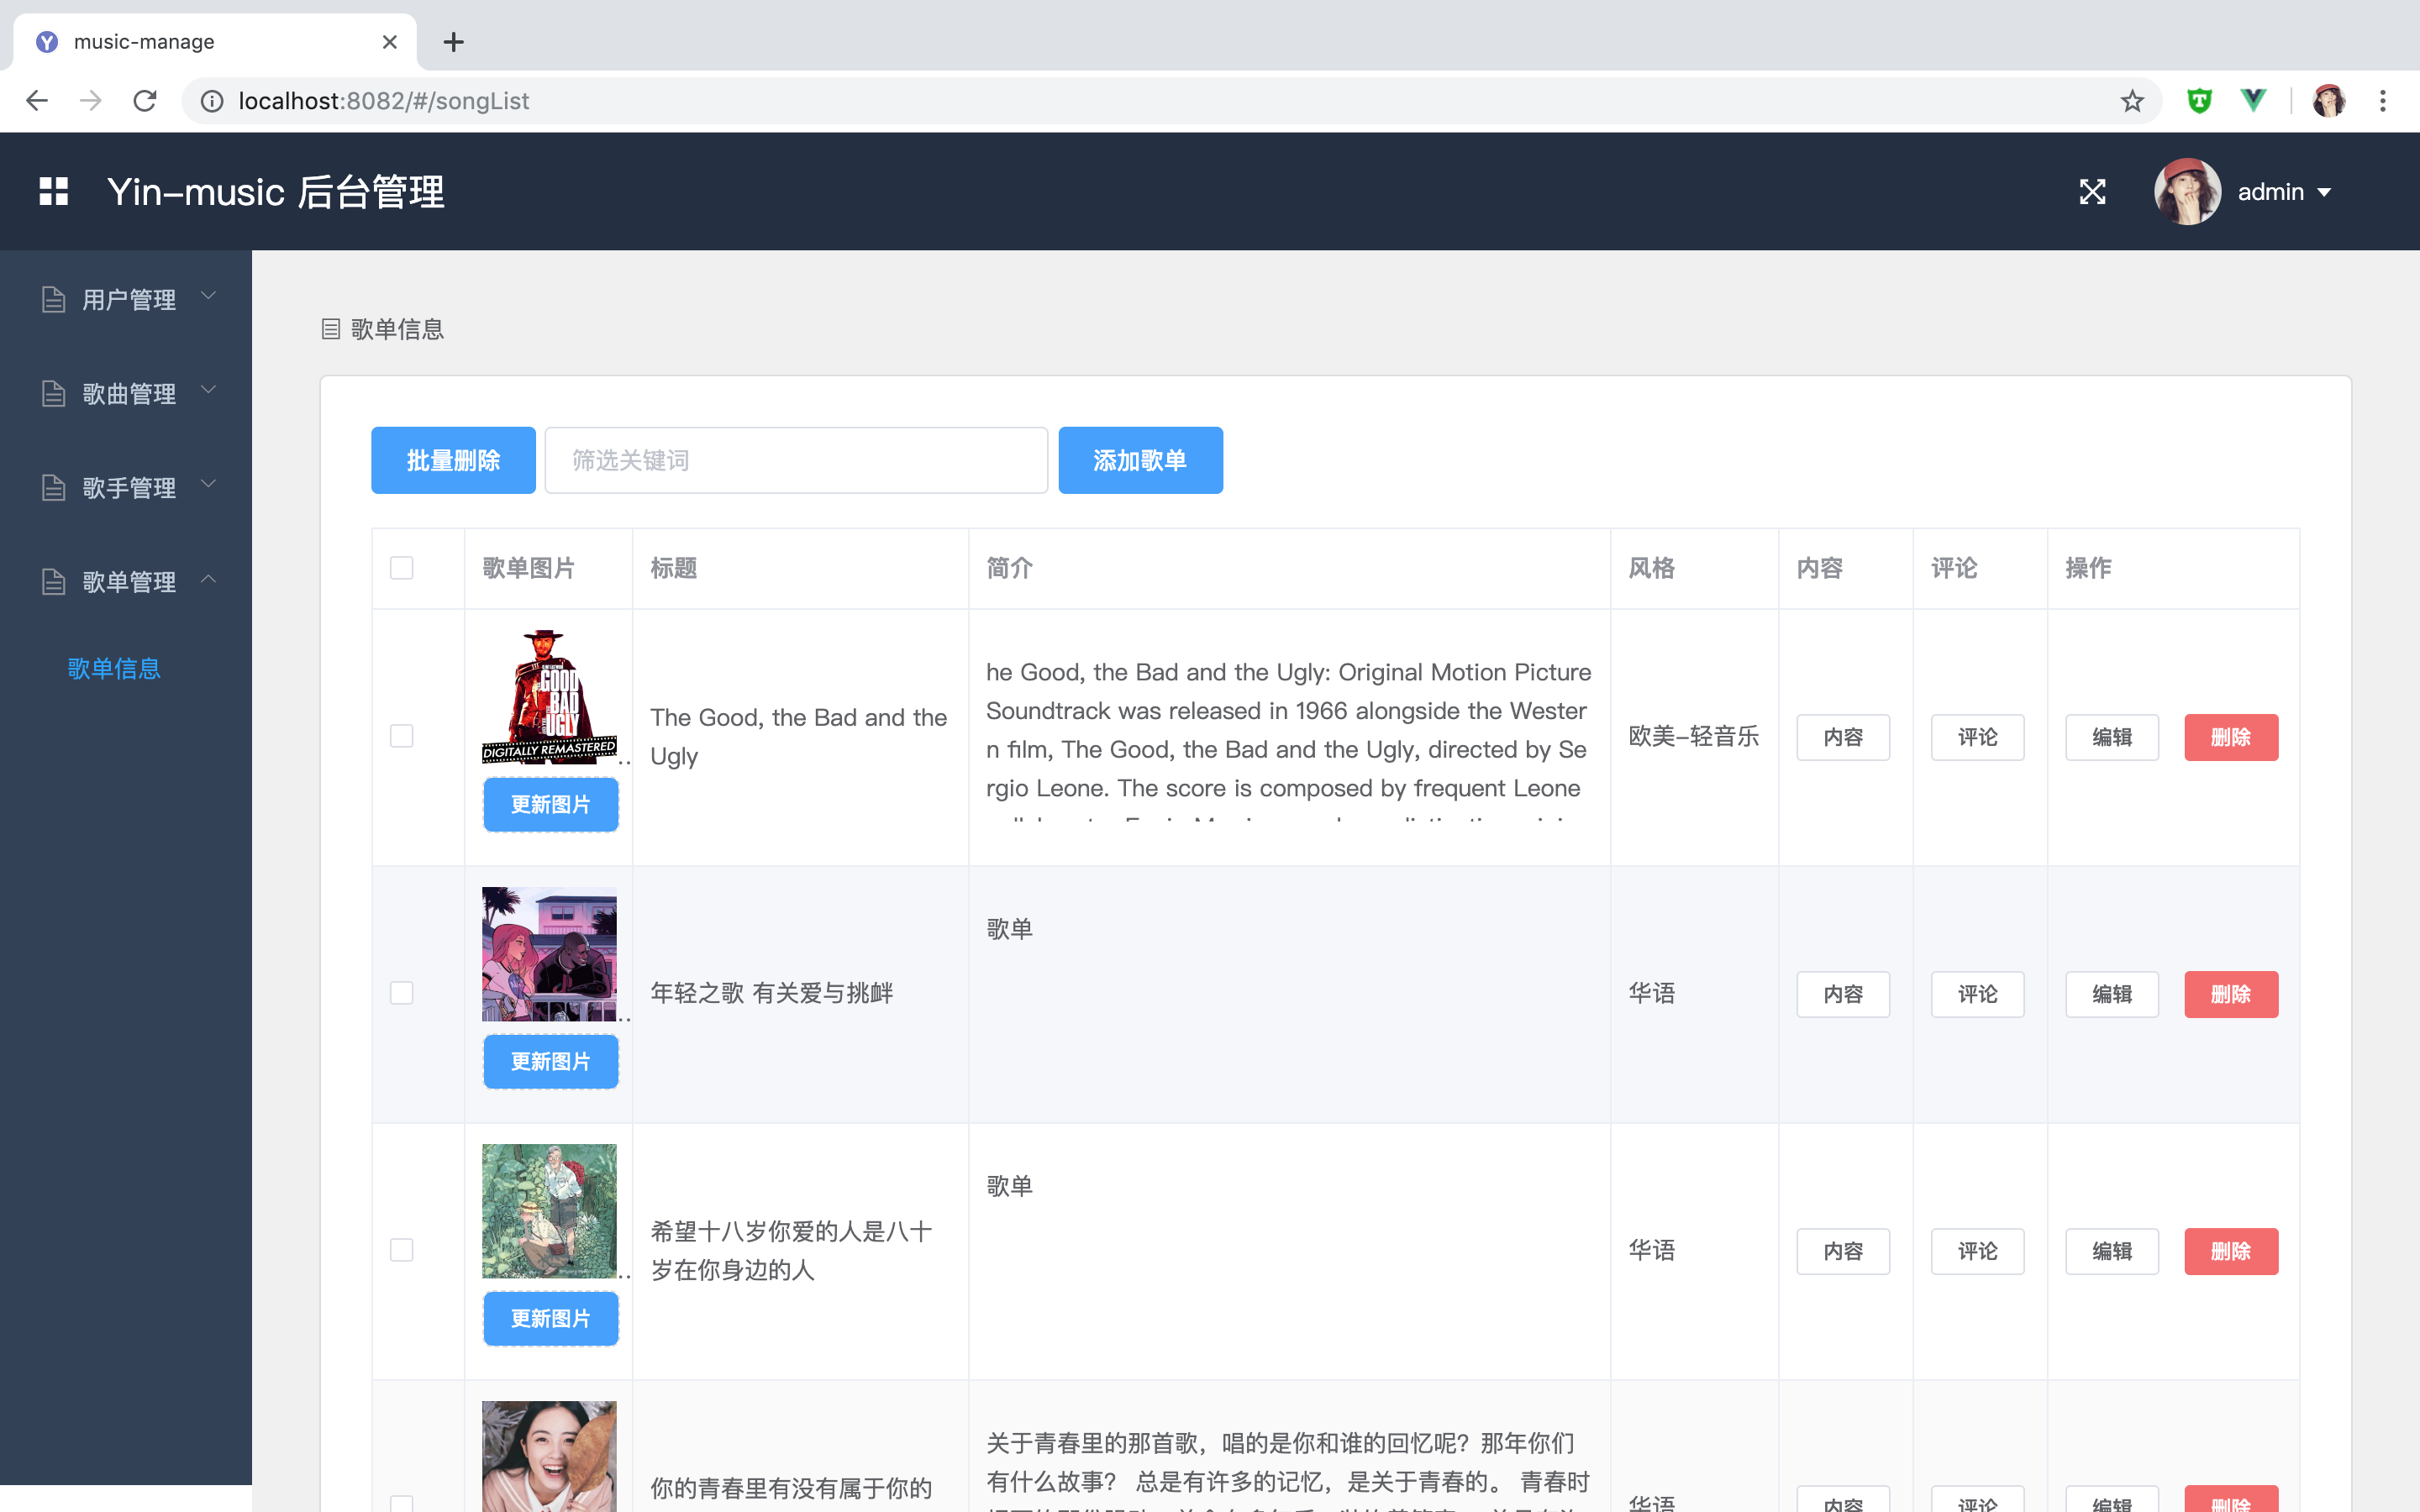 music-manage
localhost:8082/#/songList
Yin-music 后台管理
admin
用户管理
歌曲管理
歌手管理
歌单管理
歌单信息
歌单信息
批量删除
筛选关键词
添加歌单
歌单图片 标题 简介 风格 内容 评论 操作
GOOD
BAD
UGLY
DIGITALLY REMASTERED
..
更新图片
The Good, the Bad and the
Ugly
he Good, the Bad and the Ugly: Original Motion Picture
Soundtrack was released in 1966 alongside the Wester
n film, The Good, the Bad and the Ugly, directed by Se
rgio Leone. The score is composed by frequent Leone
欧美-轻音乐
内容
评论
编辑
删除
..
更新图片
年轻之歌 有关爱与挑衅
歌单
华语
内容
评论
编辑
删除
..
更新图片
希望十八岁你爱的人是八十
岁在你身边的人
歌单
华语
内容
评论
编辑
删除
你的青春里有没有属于你的
关于青春里的那首歌，唱的是你和谁的回忆呢？那年你们
有什么故事？ 总是有许多的记忆，是关于青春的。 青春时
华语
内容
评论
编辑
删除